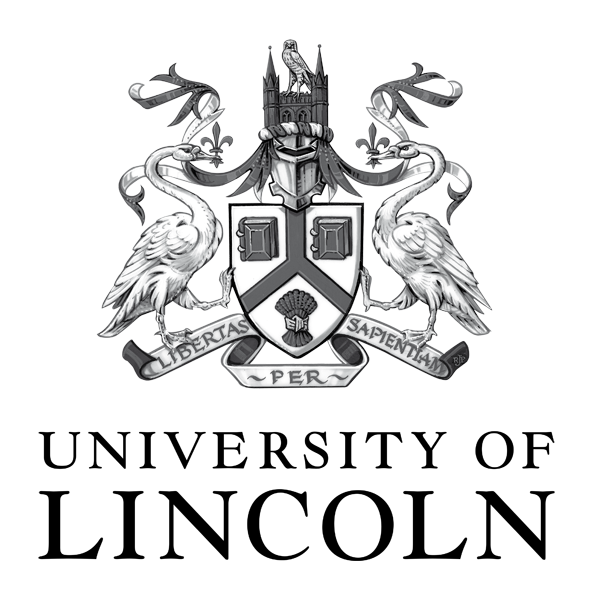 LIBERTAS
PER
SAPIENTIAM
UNIVERSITY OF
LINCOLN